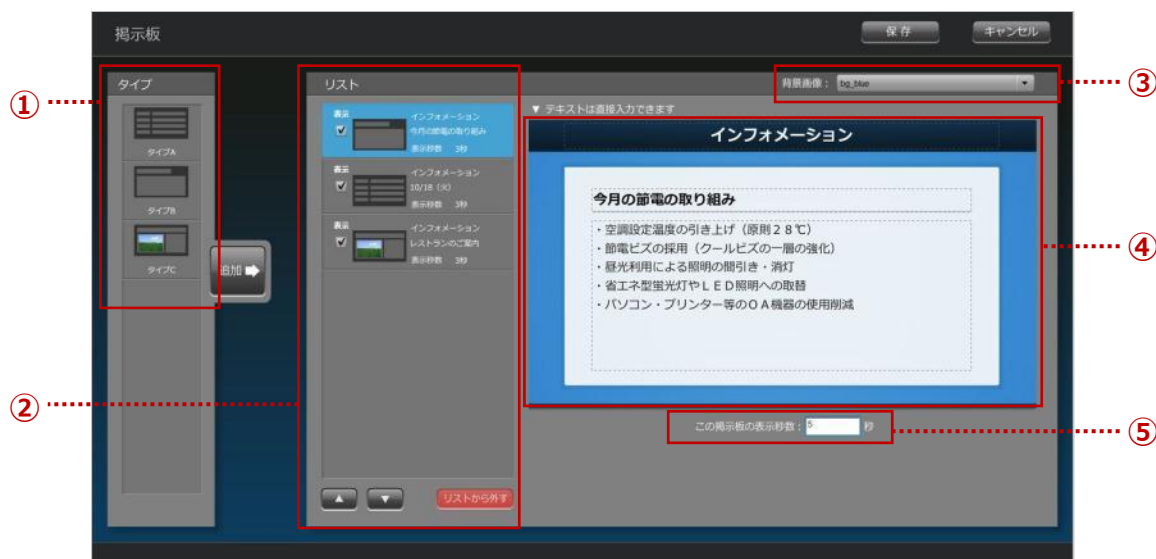 掲示板
保存
キャンセル
①
タイプ
タイプA
タイプB
タイプC
追加
②
リスト
表示
インフォメーション
今月の節電の取り組み
表示秒数 3秒
表示
インフォメーション
10/18（火）
表示秒数 3秒
表示
インフォメーション
レストランのご案内
表示秒数 3秒
▲
▼
リストから外す
背景画像： bg_blue
③
▼ テキストは直接入力できます
インフォメーション
今月の節電の取り組み
・空調設定温度の引き上げ（原則２８℃）
・節電ビズの採用（クールビズの一層の強化）
・昼光利用による照明の間引き・消灯
・省エネ型蛍光灯やＬＥＤ照明への取替
・パソコン・プリンター等のＯＡ機器の使用削減
④
この掲示板の表示秒数： 5 秒
⑤